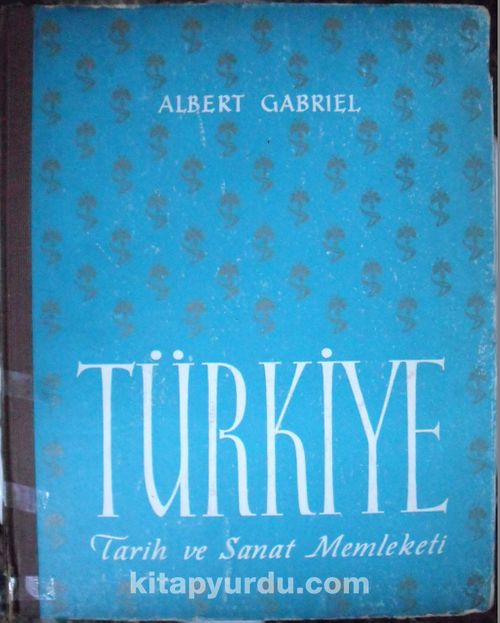 ALBERT GABRIEL
TÜRKİYE
Tarih ve Sanat Memleketi
kitapyurdu.com